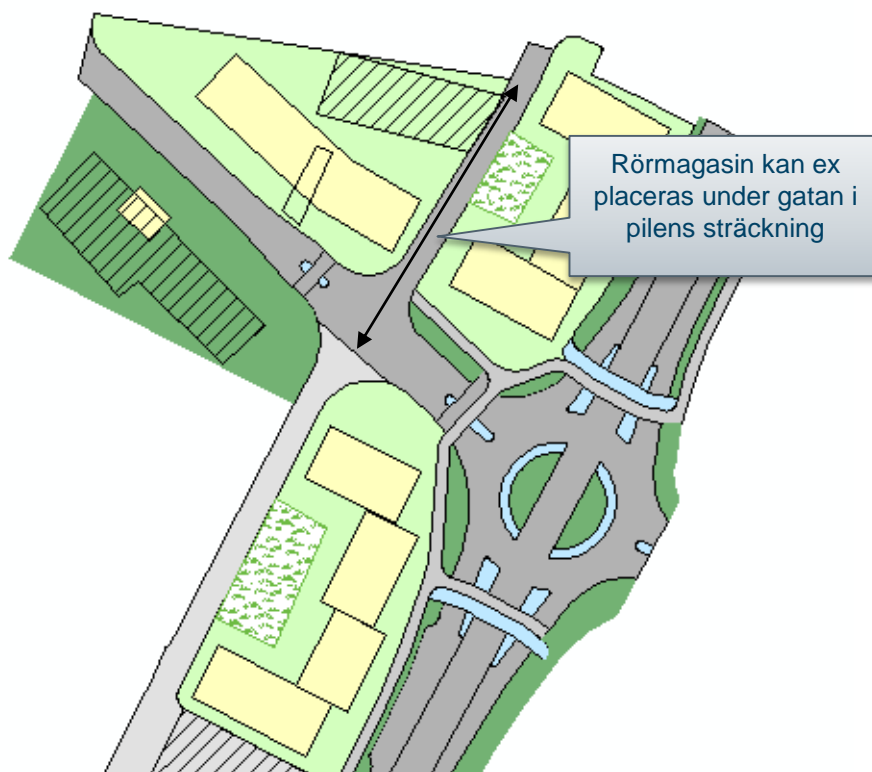 Rörmagasin kan ex
placeras under gatan i
pilens sträckning